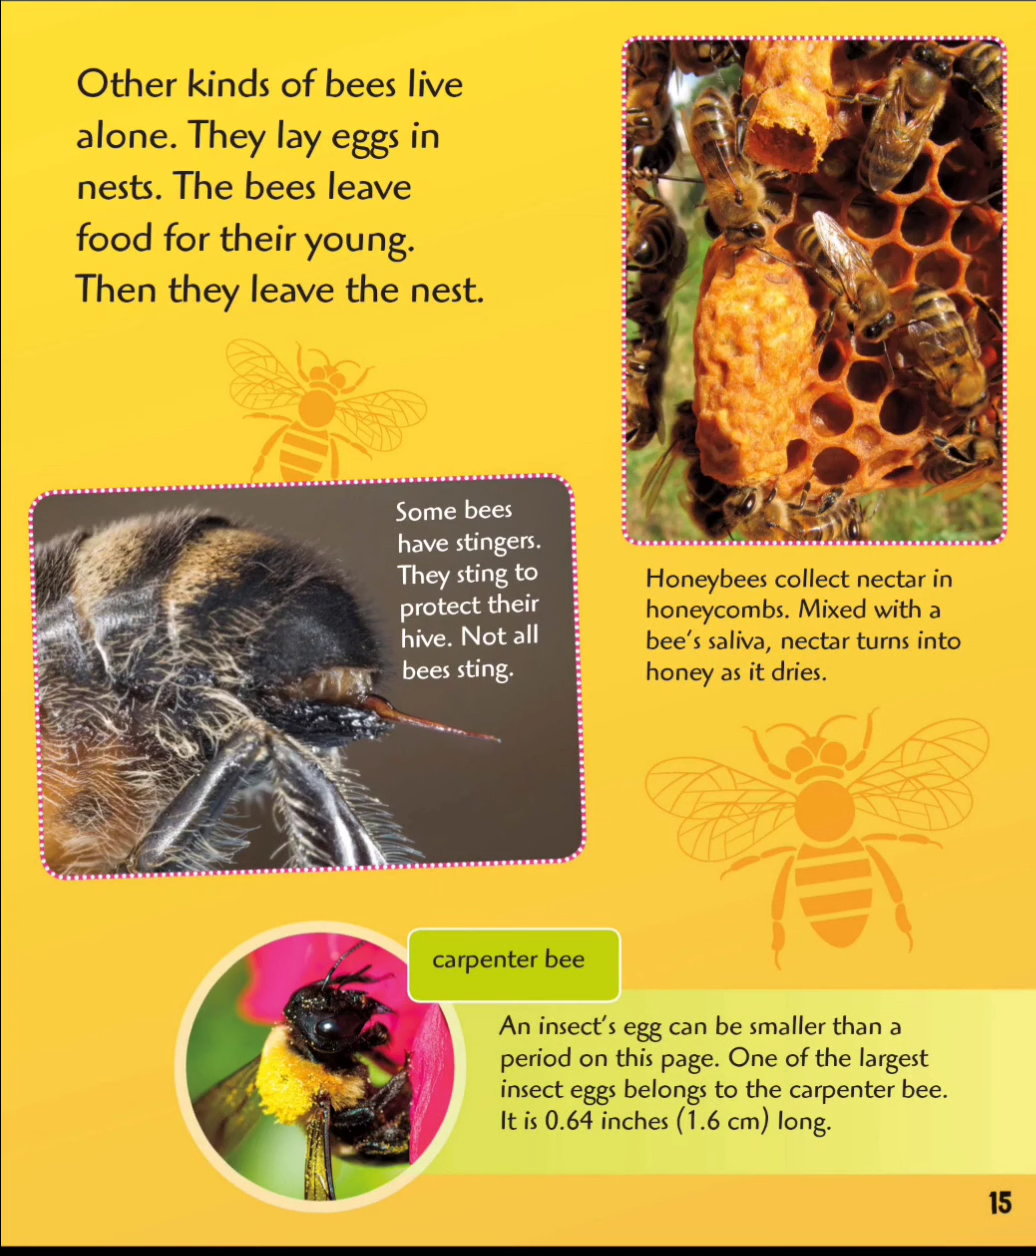 Other kinds of bees live
alone. They lay eggs in
nests. The bees leave
food for their young.
Then they leave the nest.
Some bees
have stingers.
They sting to
protect their
hive. Not all
bees sting.
Honeybees collect nectar in
honeycombs. Mixed with a
bee's saliva, nectar turns into
honey as it dries.
carpenter bee
An insect's egg can be smaller than a
period on this page. One of the largest
insect eggs belongs to the carpenter bee.
It is 0.64 inches (1.6 cm) long.
15